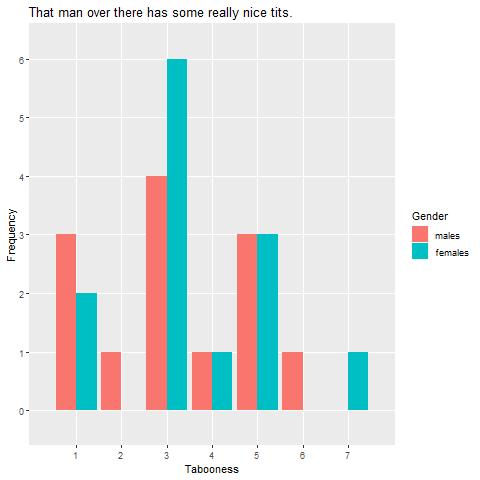 That man over there has some really nice tits.
6
5
4
3
2
1
0
Frequency
1 2 3 4 5 6 7
Tabooness
Gender
males
females